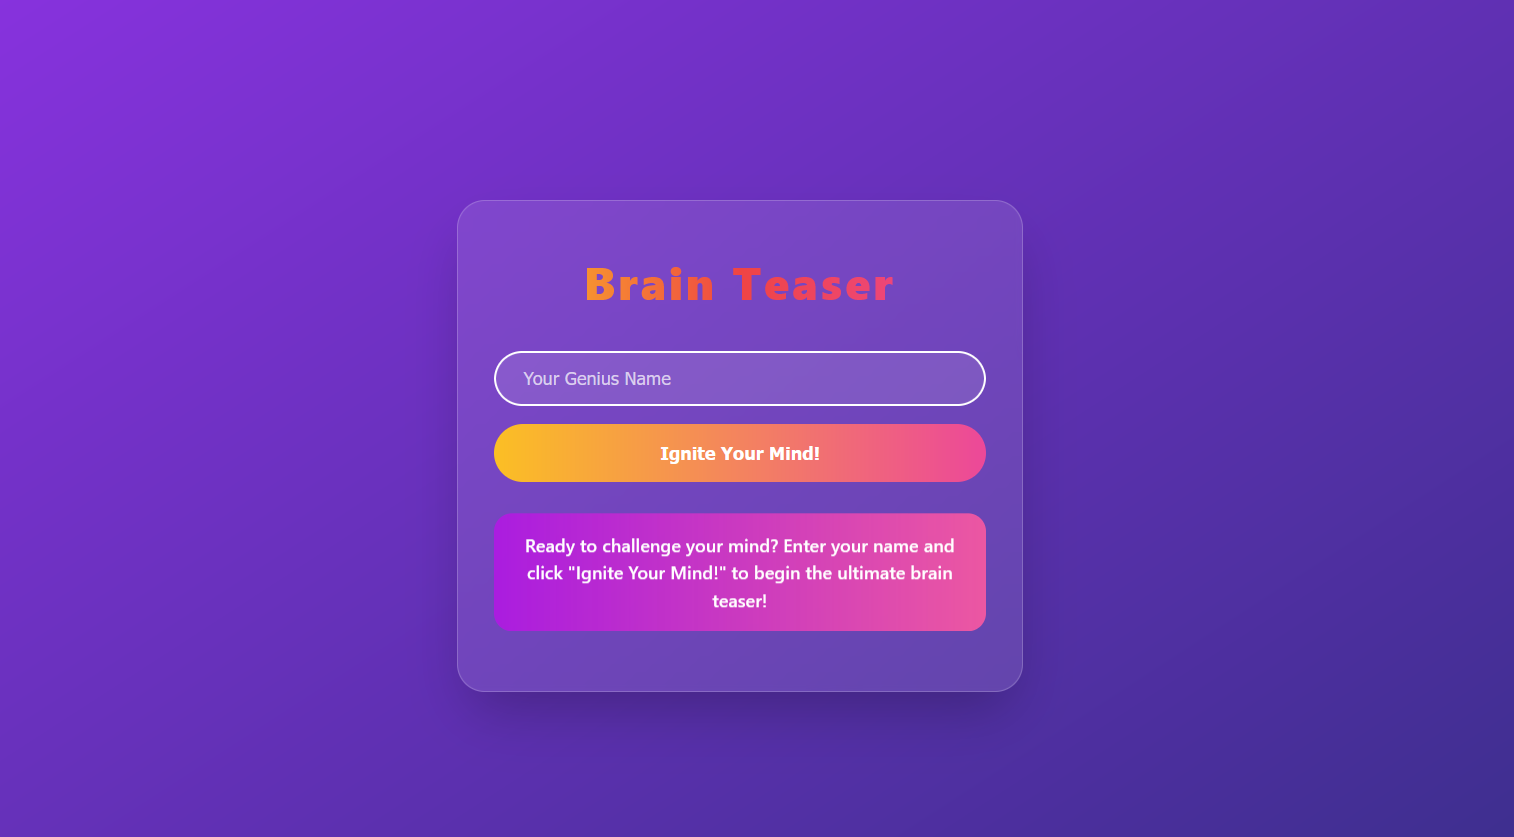 Brain Teaser
Your Genius Name
Ignite Your Mind!
Ready to challenge your mind? Enter your name and
click "Ignite Your Mind!" to begin the ultimate brain
teaser!